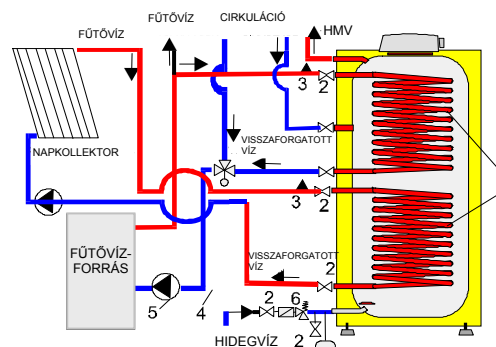 FŰTŐVÍZ
CIRKULÁCIÓ
HMV
FŰTŐVÍZ
3
2
NAPKOLLEKTOR
VISSZAFORGATOTT
VÍZ
3
2
FŰTŐVÍZ-
FORRÁS
VISSZAFORGATOTT
VÍZ
2
5
4
2
6
HIDEGVÍZ
2